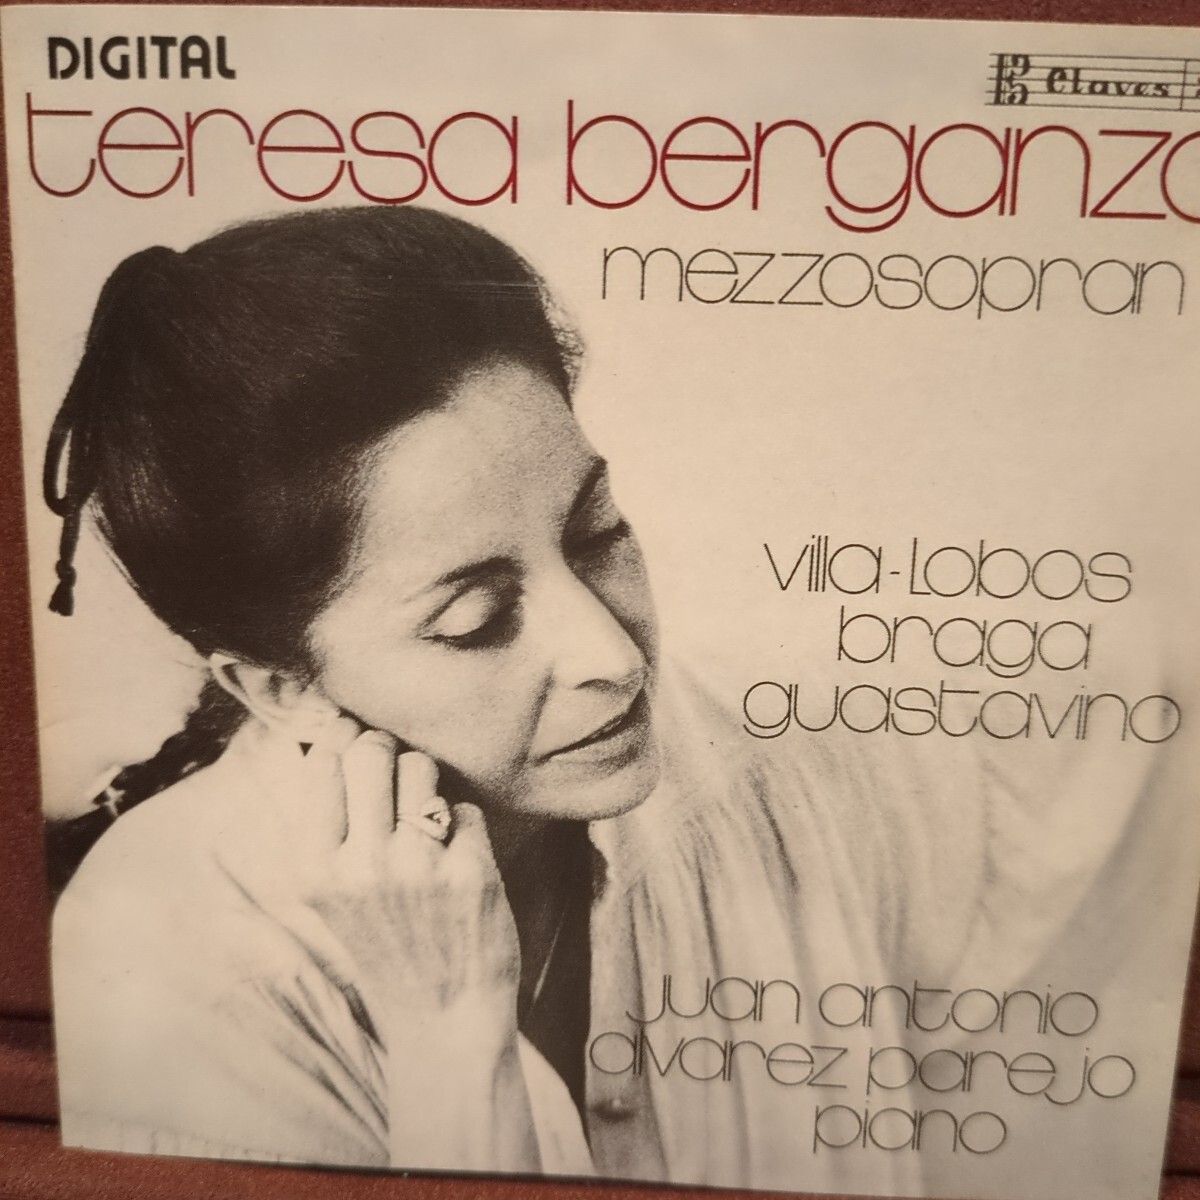 DIGITAL
Claves
teresa berganza
mezzosopran
villa-Lobos
braga
guastavino
juan antonio
alvarez parejo
piano